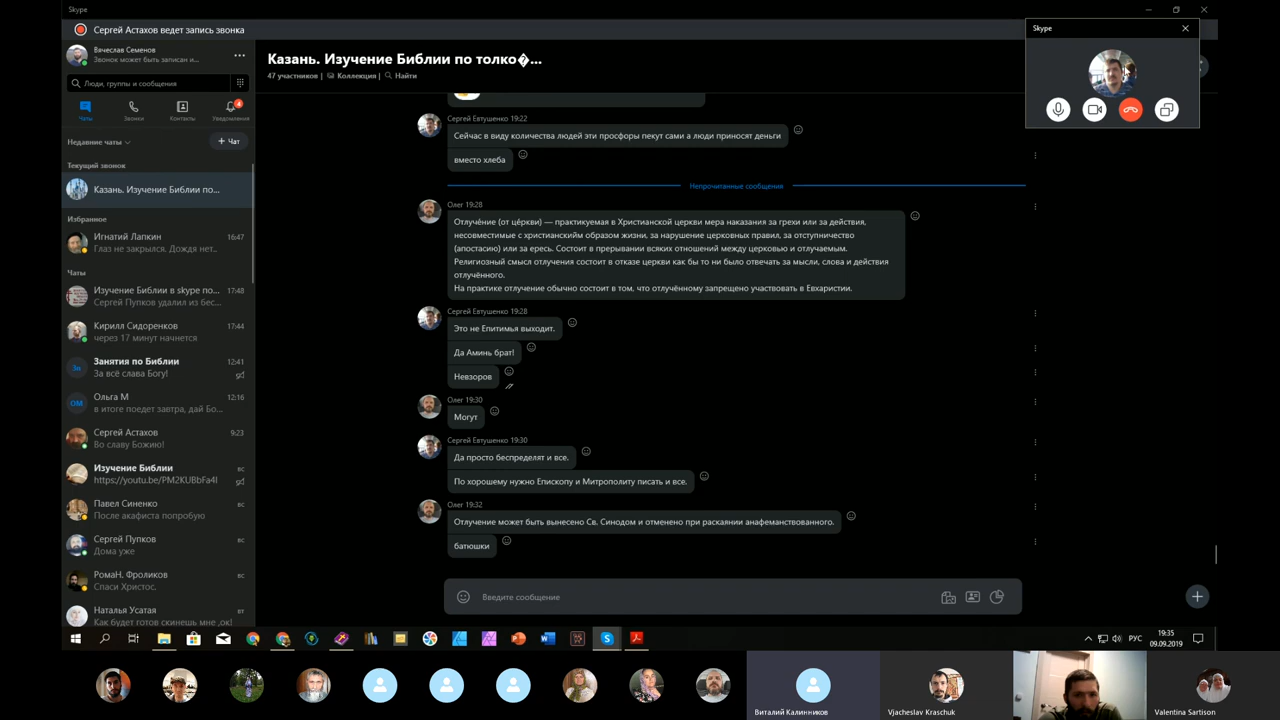 Skype
Сергей Астахов ведет запись звонка
Вячеслав Семенов
Звонок может быть записан и...
Люди, группы и сообщения
Чаты
Звонки
Контакты
Уведомления
4
Недавние чаты
+ Чат
Текущий звонок
Казань. Изучение Библии по...
Избранное
Игнатий Лапкин
16:47
Глаз не закрылся. Дождя нет..
Чаты
Изучение Библии в skype по...
17:48
Сергей Пупков удалил из бес...
Кирилл Сидоренков
17:44
через 17 минут начнется
Зп
Занятия по Библии
12:41
За всё слава Богу!
ОМ
Ольга М
12:16
в итоге поедет завтра, дай Бо...
Сергей Астахов
9:23
Во славу Божию!
Изучение Библии
вс
https://youtu.be/PM2KUBbFa4I
Павел Синенко
вс
После акафиста попробую
Сергей Пупков
вс
Дома уже
РомаН. Фроликов
вс
Спаси Христос.
Наталья Усатая
вт
Как будет готов скинешь мне ,ок!
Казань. Изучение Библии по толко�...
47 участников | Коллекция | Найти
Сергей Евтушенко 19:22
Сейчас в виду количества людей эти просфоры пекут сами а люди приносят деньги
вместо хлеба
Непрочитанные сообщения
Олег 19:28
Отлуче́ние (от це́ркви) — практикуемая в Христианской церкви мера наказания за грехи или за действия,
несовместимые с христианскийм образом жизни, за нарушение церковных правил, за отступничество
(апостасию) или за ересь. Состоит в прерывании всяких отношений между церковью и отлучаемым.
Религиозный смысл отлучения состоит в отказе церкви как бы то ни было отвечать за мысли, слова и действия
отлучённого.
На практике отлучение обычно состоит в том, что отлучённому запрещено участвовать в Евхаристии.
Сергей Евтушенко 19:28
Это не Епитимья выходит.
Да Аминь брат!
Невзоров
Олег 19:30
Могут
Сергей Евтушенко 19:30
Да просто беспределят и все.
По хорошему нужно Епископу и Митрополиту писать и все.
Олег 19:32
Отлучение может быть вынесено Св. Синодом и отменено при раскаянии анафеманствованного.
батюшки
Введите сообщение
Skype
РУС
19:35
09.09.2019
Виталий Калинников
Vjacheslav Kraschuk
Valentina Sartison